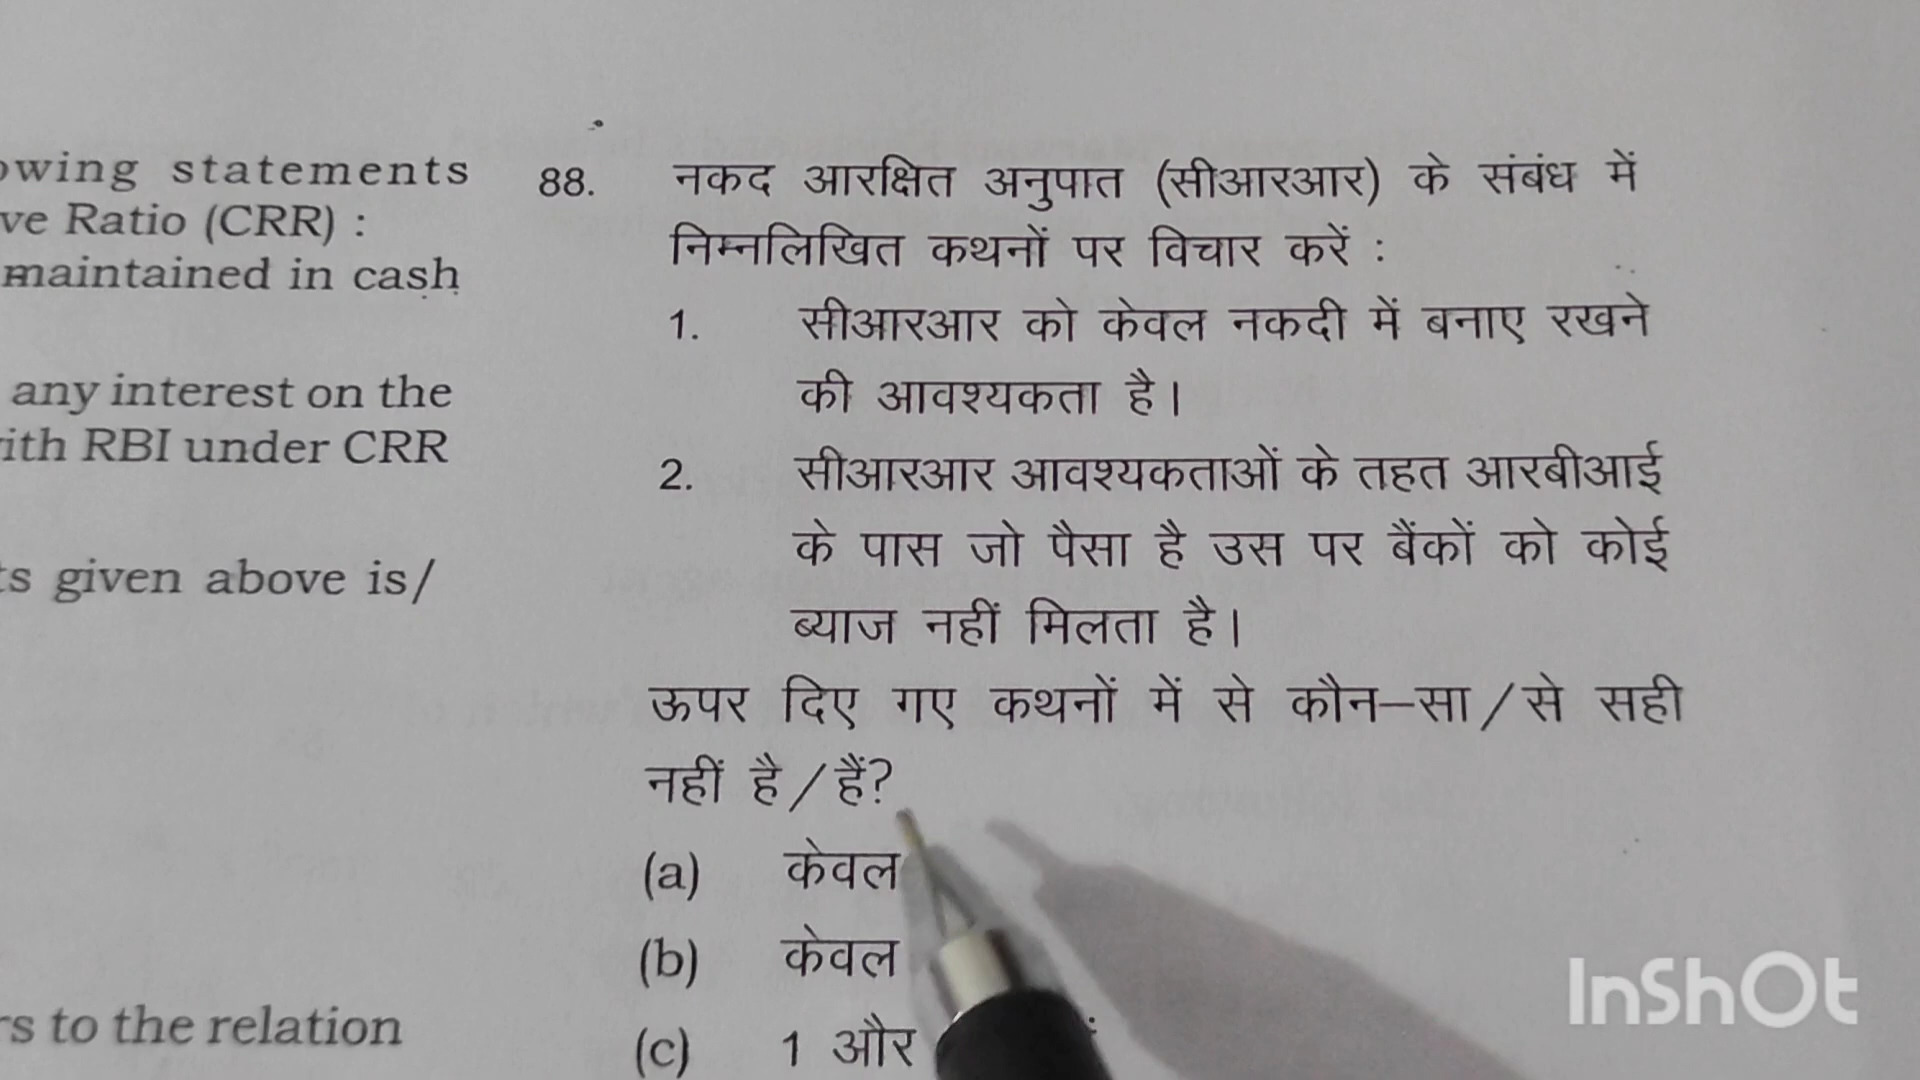 owing statements
ve Ratio (CRR) :
maintained in cash
any interest on the
ith RBI under CRR
s given above is/
s to the relation
88. नकद आरक्षित अनुपात (सीआरआर) के संबंध में
निम्नलिखित कथनों पर विचार करें :
1. सीआरआर को केवल नकदी में बनाए रखने
की आवश्यकता है।
2. सीआरआर आवश्यकताओं के तहत आरबीआई
के पास जो पैसा है उस पर बैंकों को कोई
ब्याज नहीं मिलता है।
ऊपर दिए गए कथनों में से कौन–सा/से सही
नहीं है/हैं?
(a) केवल
(b) केवल
(c) 1 और
InShOt